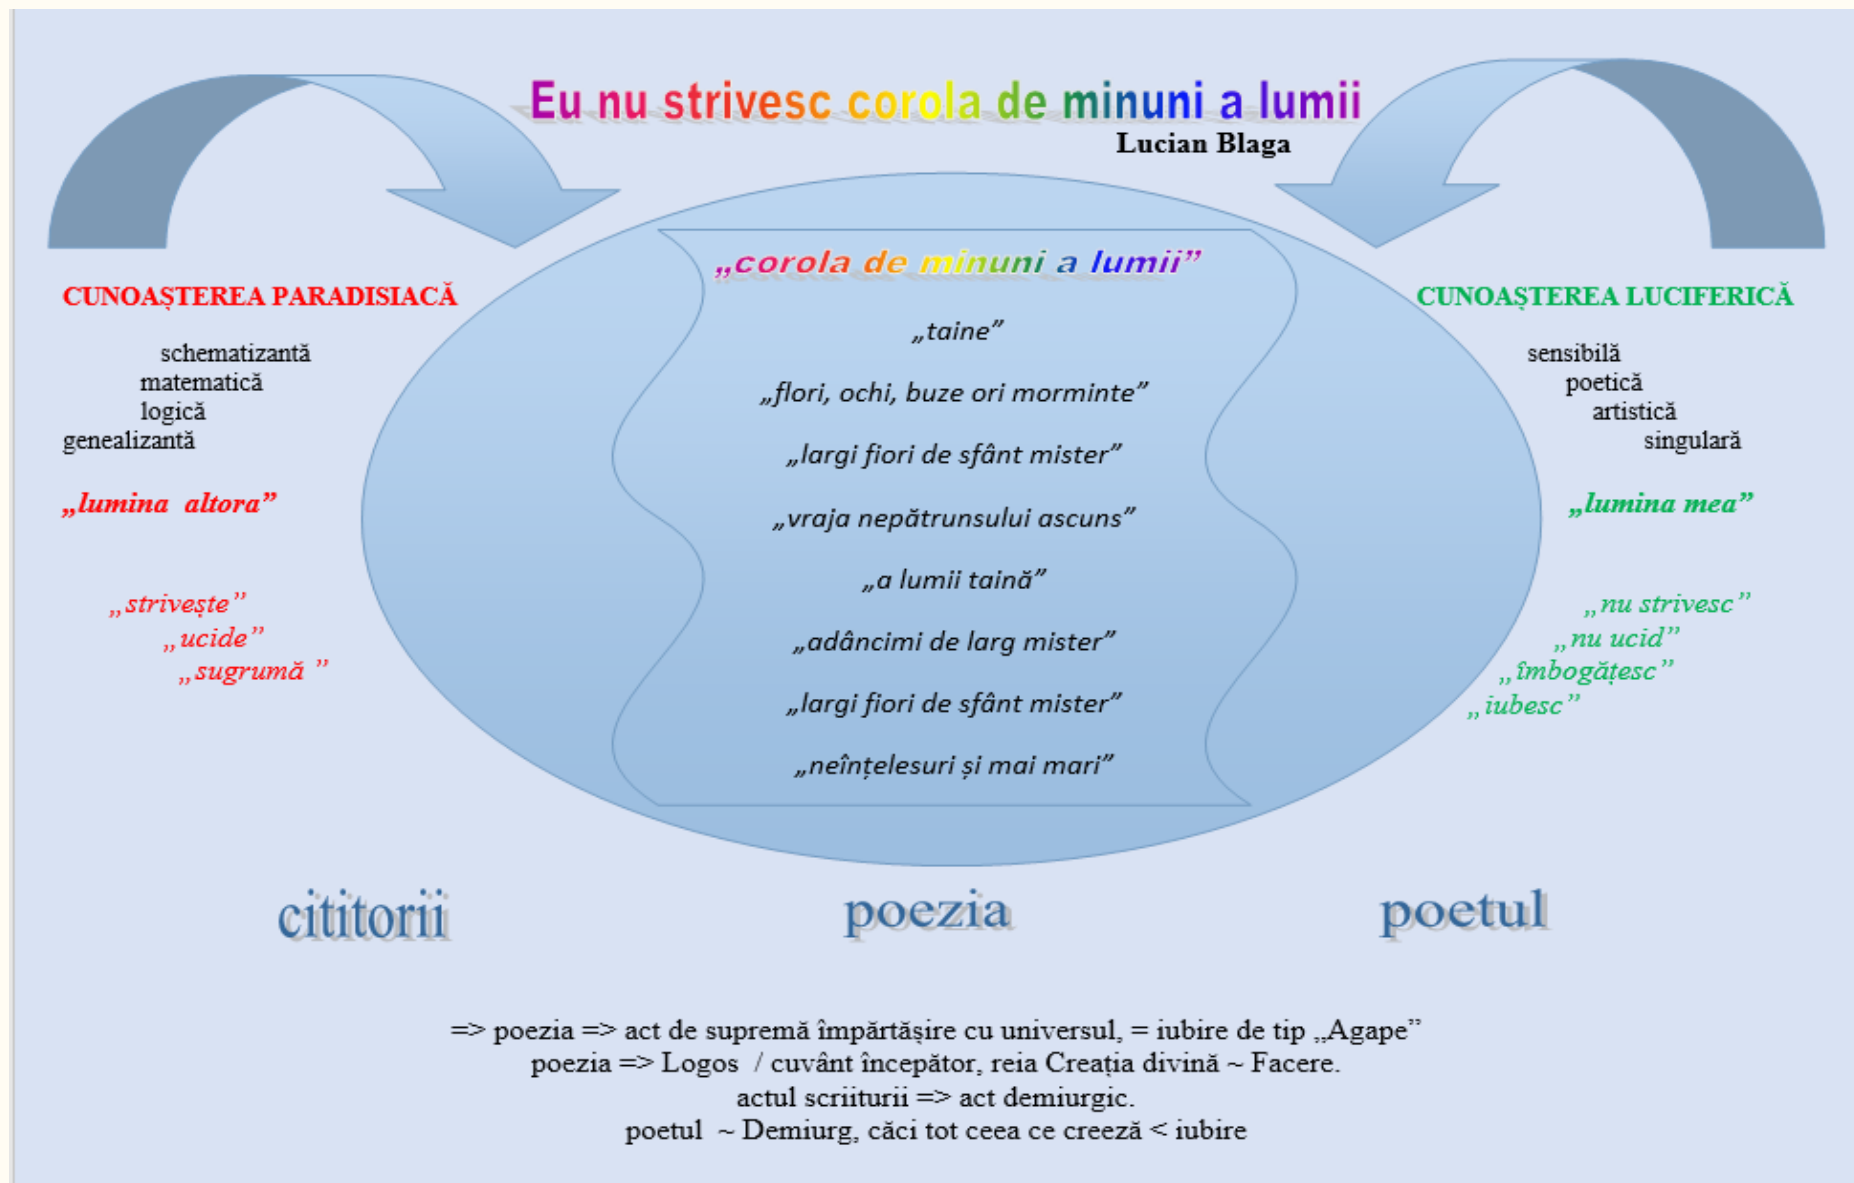 Eu nu strivesc corola de minuni a lumii
Lucian Blaga
CUNOAȘTEREA PARADISIACĂ
schematizantă
matematică
logică
genealizantă
„lumina altora”
„strivește”
„ucide”
„sugrumă ”
„corola de minuni a lumii”
„taine”
„flori, ochi, buze ori morminte”
„largi fiori de sfânt mister”
„vraja nepătrunsului ascuns”
„a lumii taină”
„adâncimi de larg mister”
„largi fiori de sfânt mister”
„neînțelesuri și mai mari”
CUNOAȘTEREA LUCIFERICĂ
sensibilă
poetică
artistică
singulară
„lumina mea”
„nu strivesc”
„nu ucid”
„îmbogățesc”
„iubesc”
cititorii
poezia
poetul
=> poezia => act de supremă împărtășire cu universul, = iubire de tip „Agape”
poezia => Logos / cuvânt începător, reia Creația divină ~ Facere.
actul scriiturii => act demiurgic.
poetul ~ Demiurg, căci tot ceea ce creeză < iubire